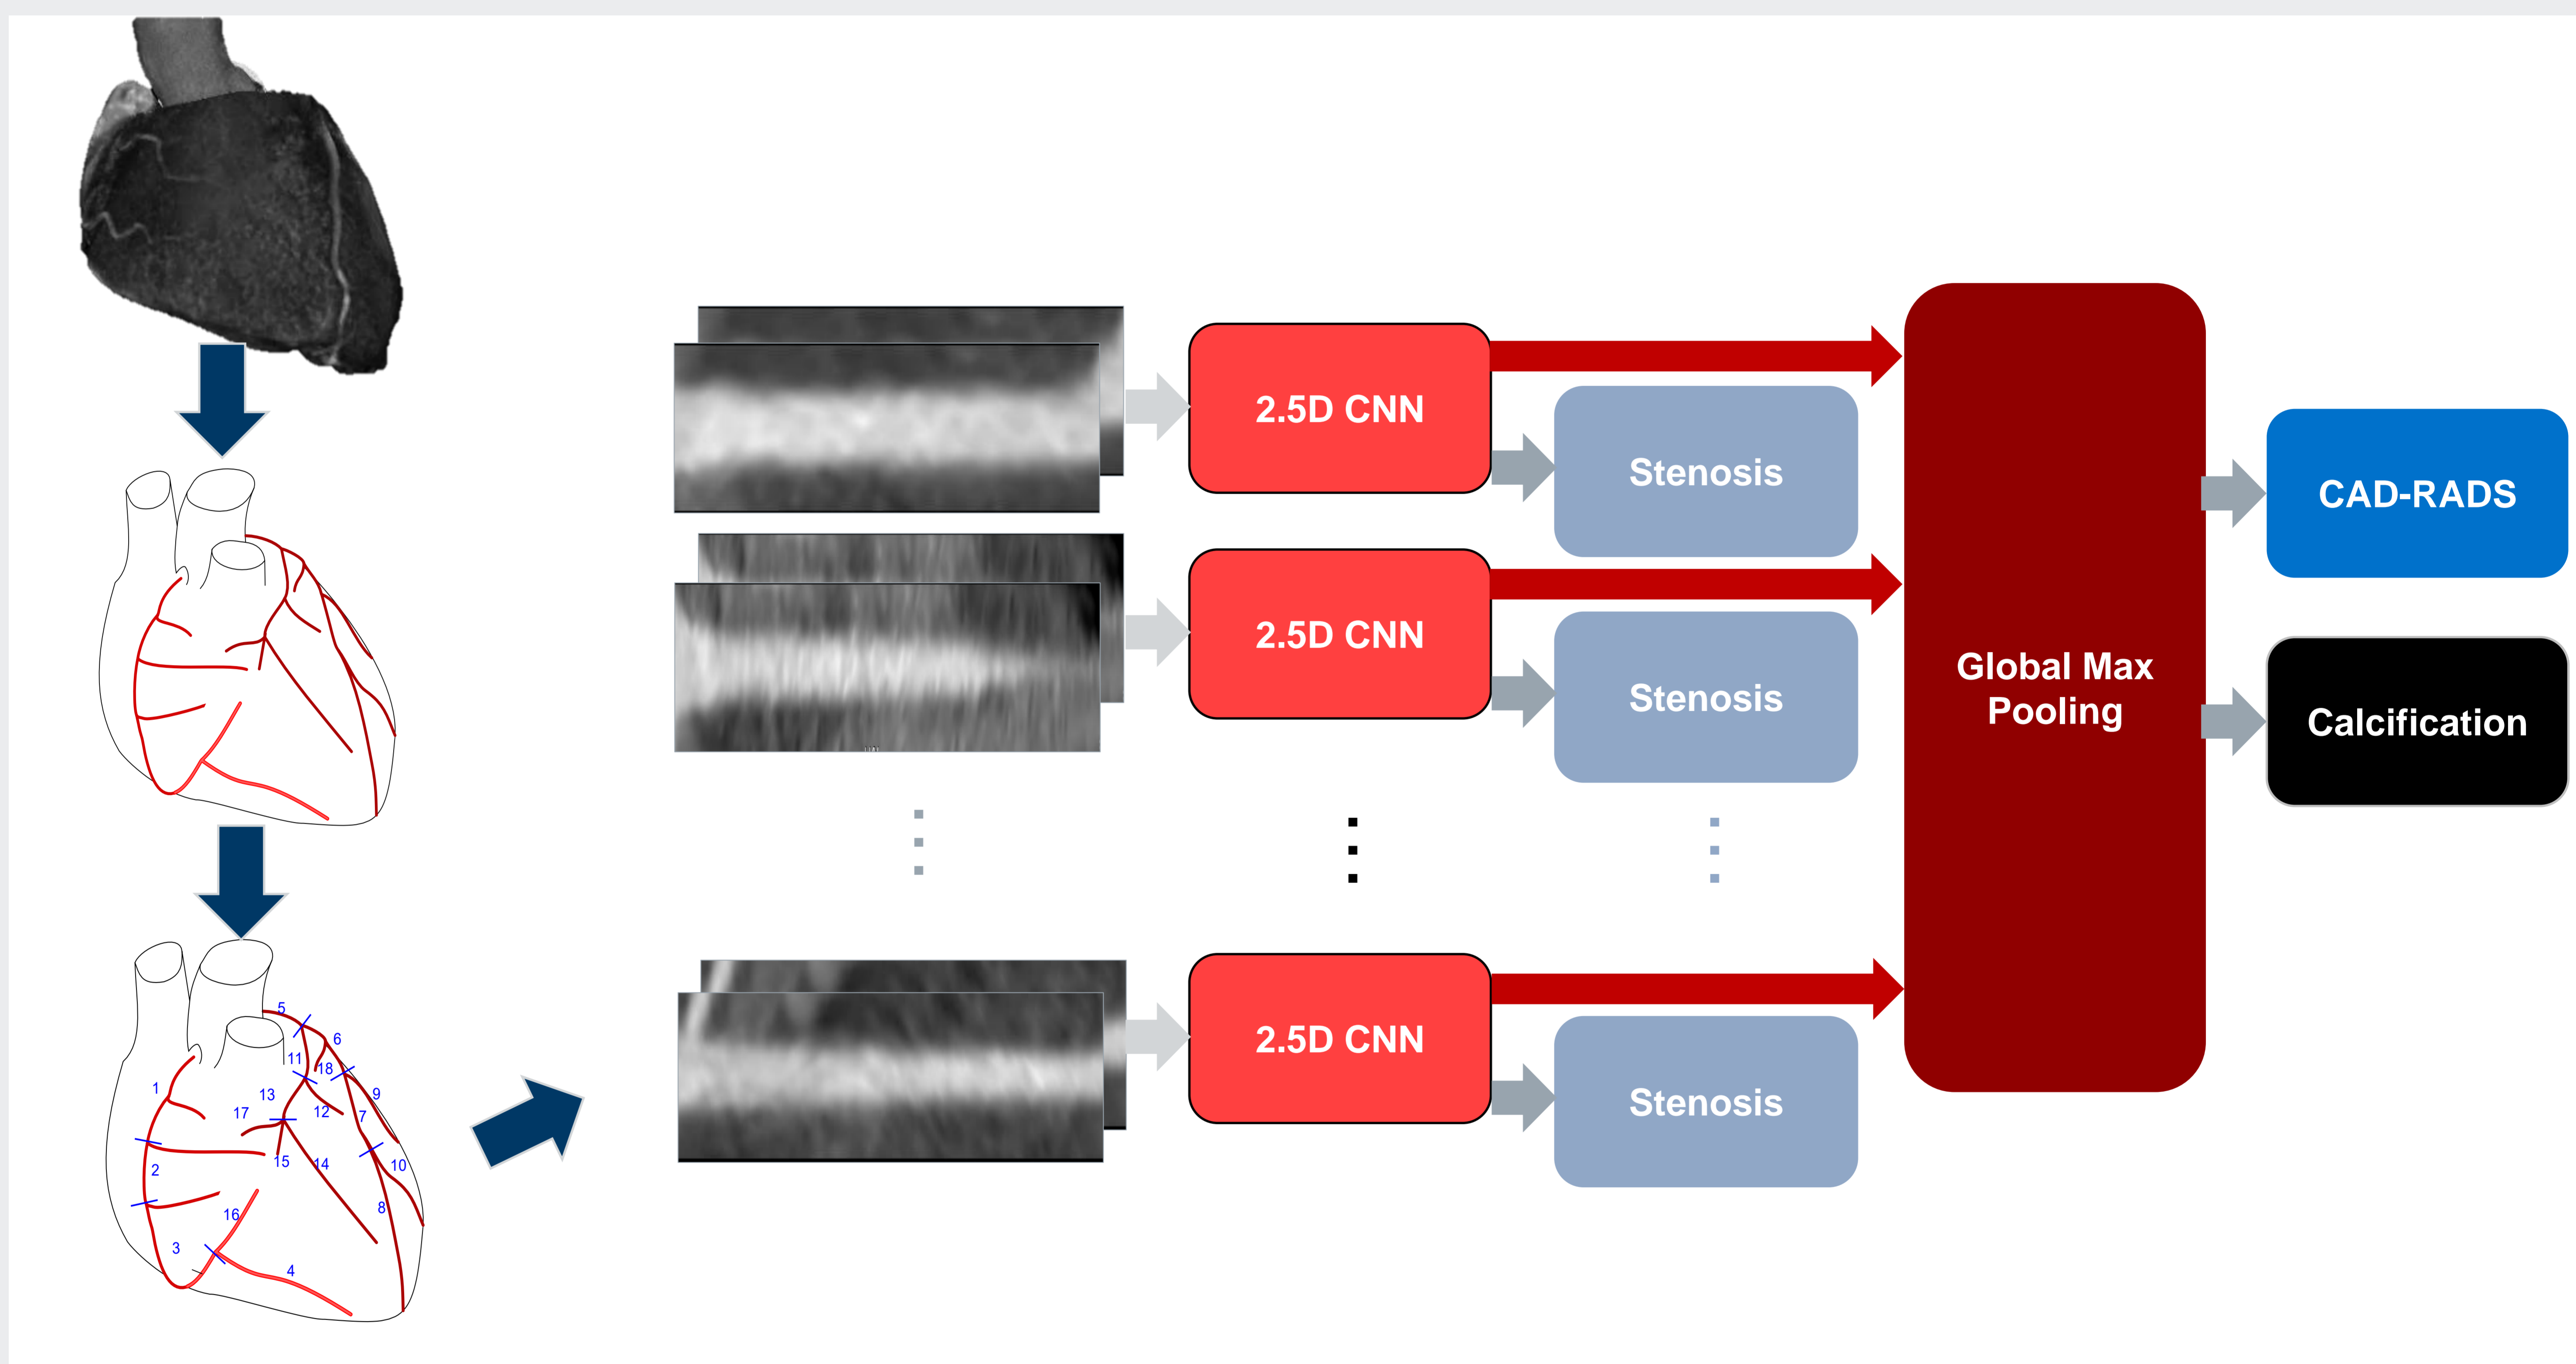 2.5D CNN
Stenosis
2.5D CNN
Stenosis
2.5D CNN
Stenosis
Global Max
Pooling
CAD-RADS
Calcification
5
6
11
18
1
13
9
17
12
7
2
15
14
10
8
16
3
4